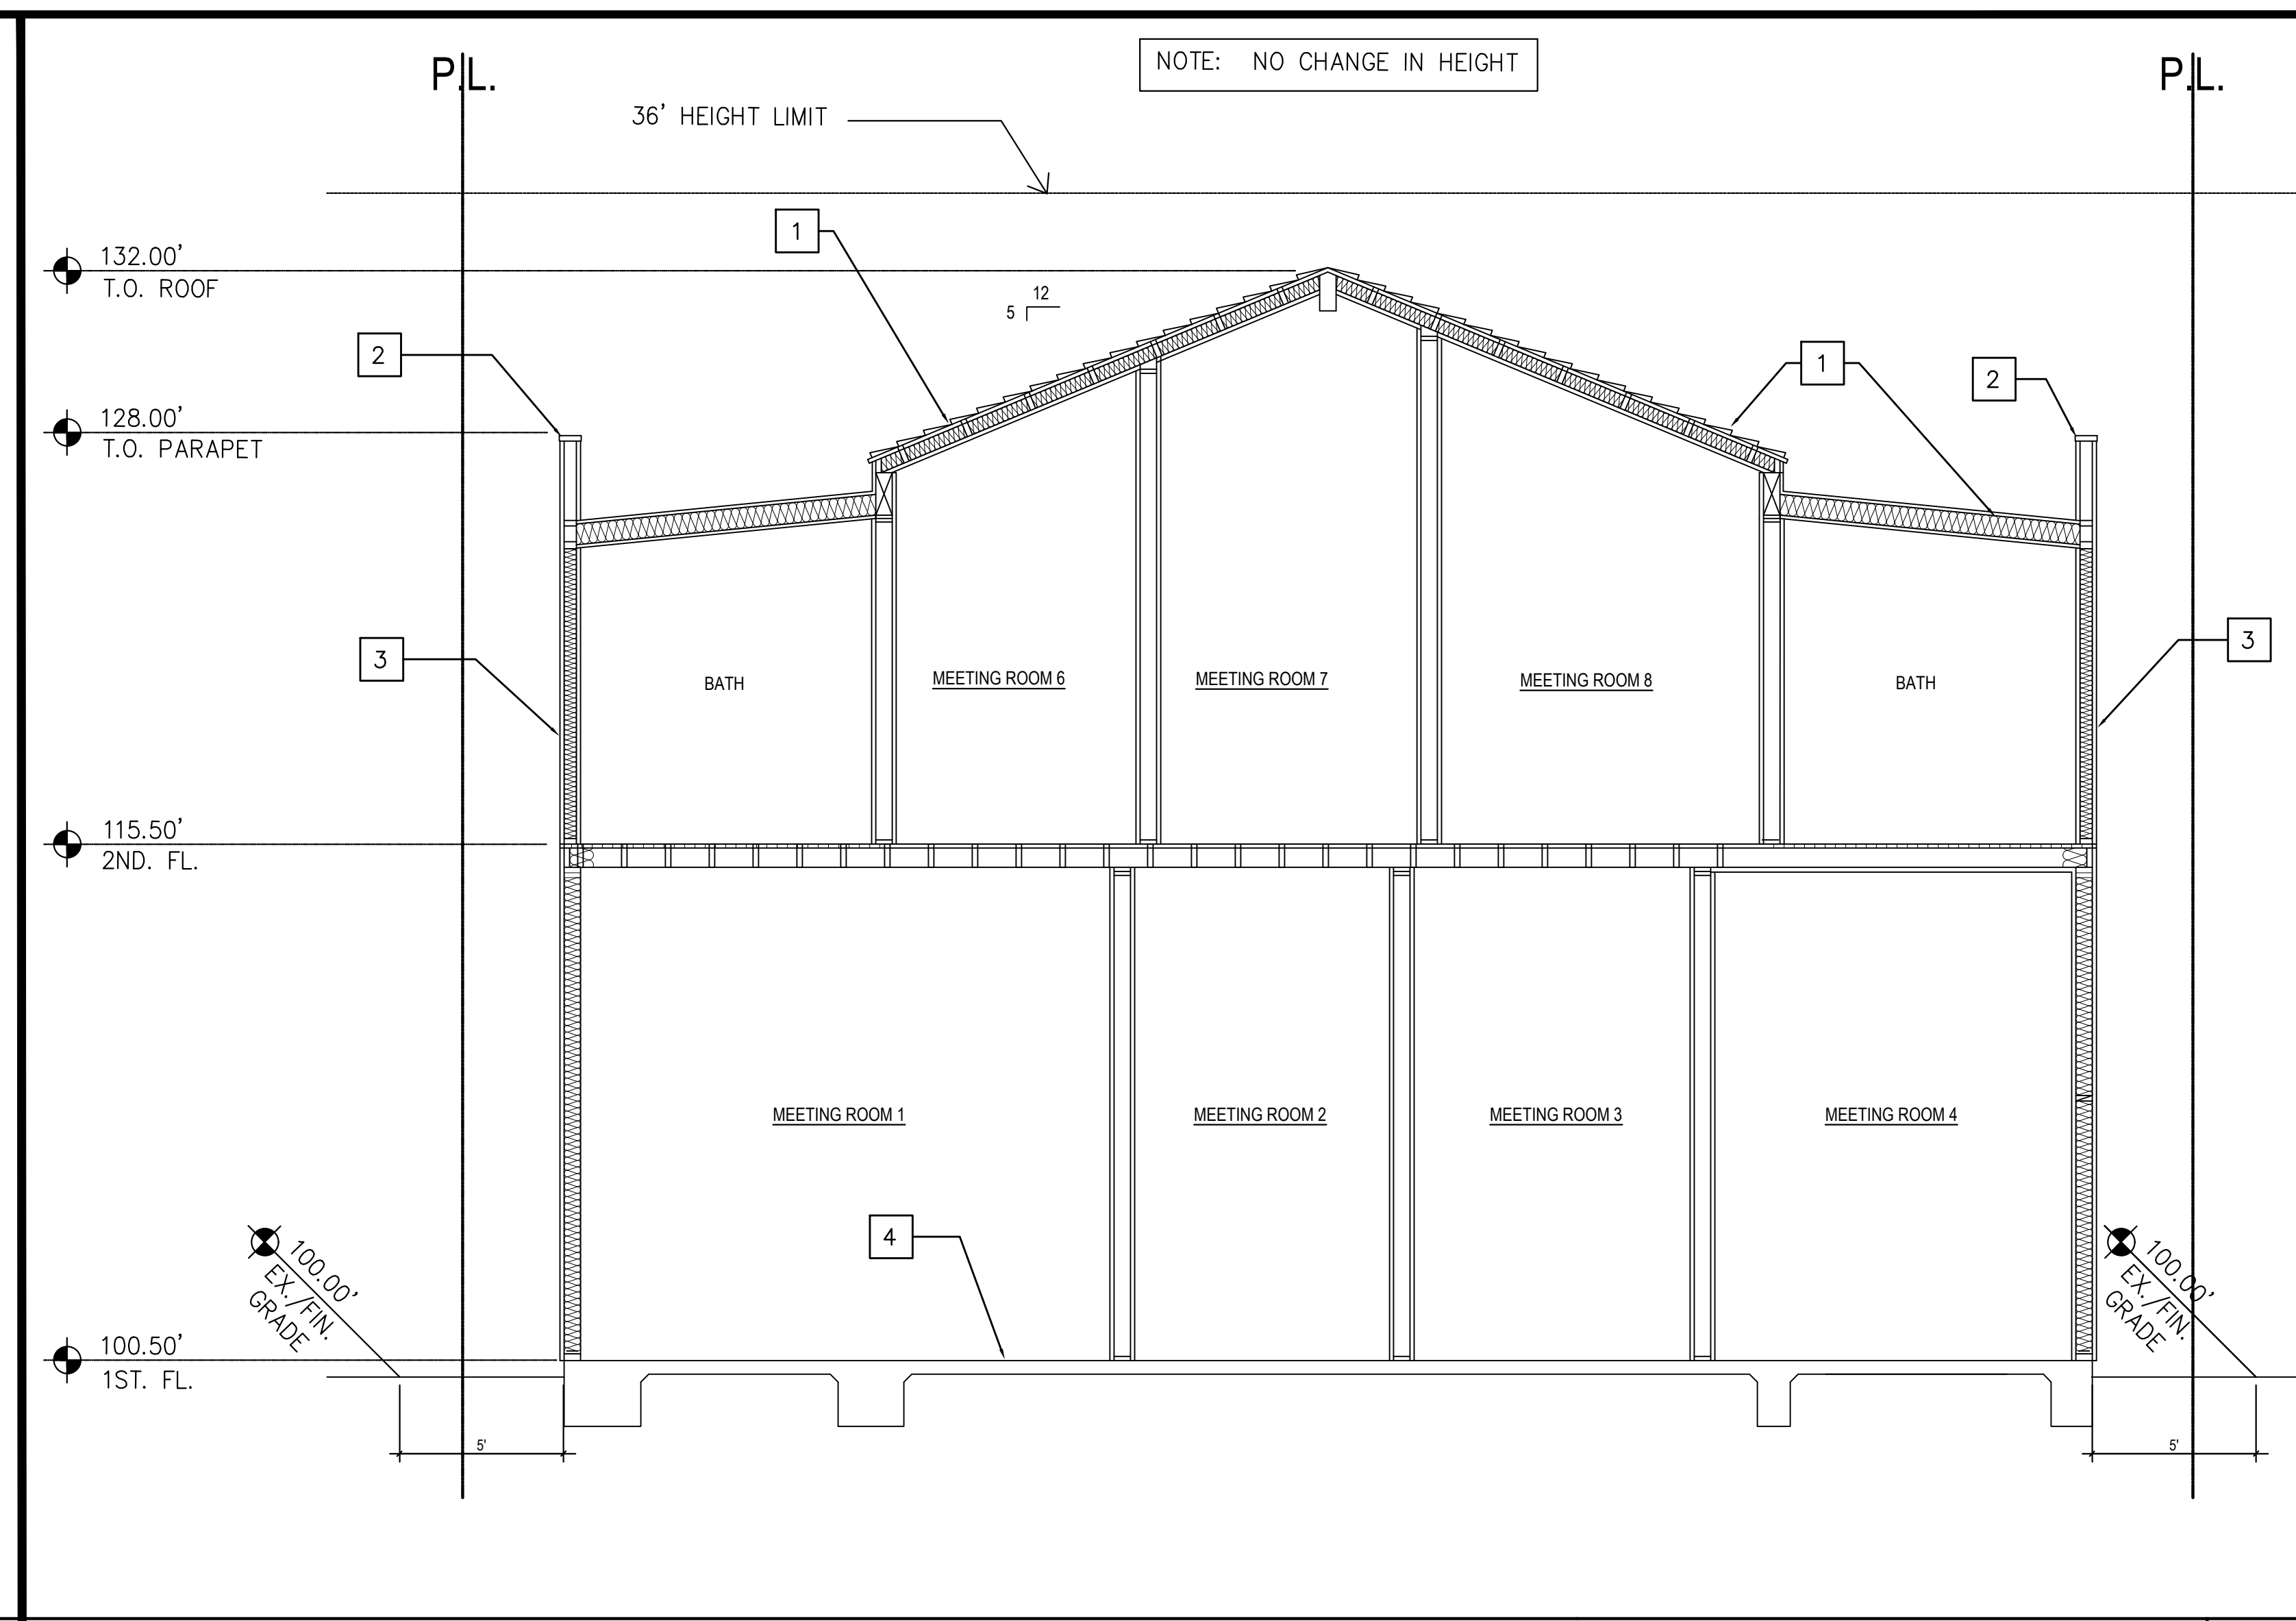 P.L.
NOTE: NO CHANGE IN HEIGHT
P.L.
36' HEIGHT LIMIT
1
132.00'
T.O. ROOF
12
5
2
1
2
128.00'
T.O. PARAPET
3
3
BATH
MEETING ROOM 6
MEETING ROOM 7
MEETING ROOM 8
BATH
115.50'
2ND. FL.
MEETING ROOM 1
MEETING ROOM 2
MEETING ROOM 3
MEETING ROOM 4
4
100.00'
EX./FIN.
GRADE
100.00'
EX./FIN.
GRADE
100.50'
1ST. FL.
5'
5'